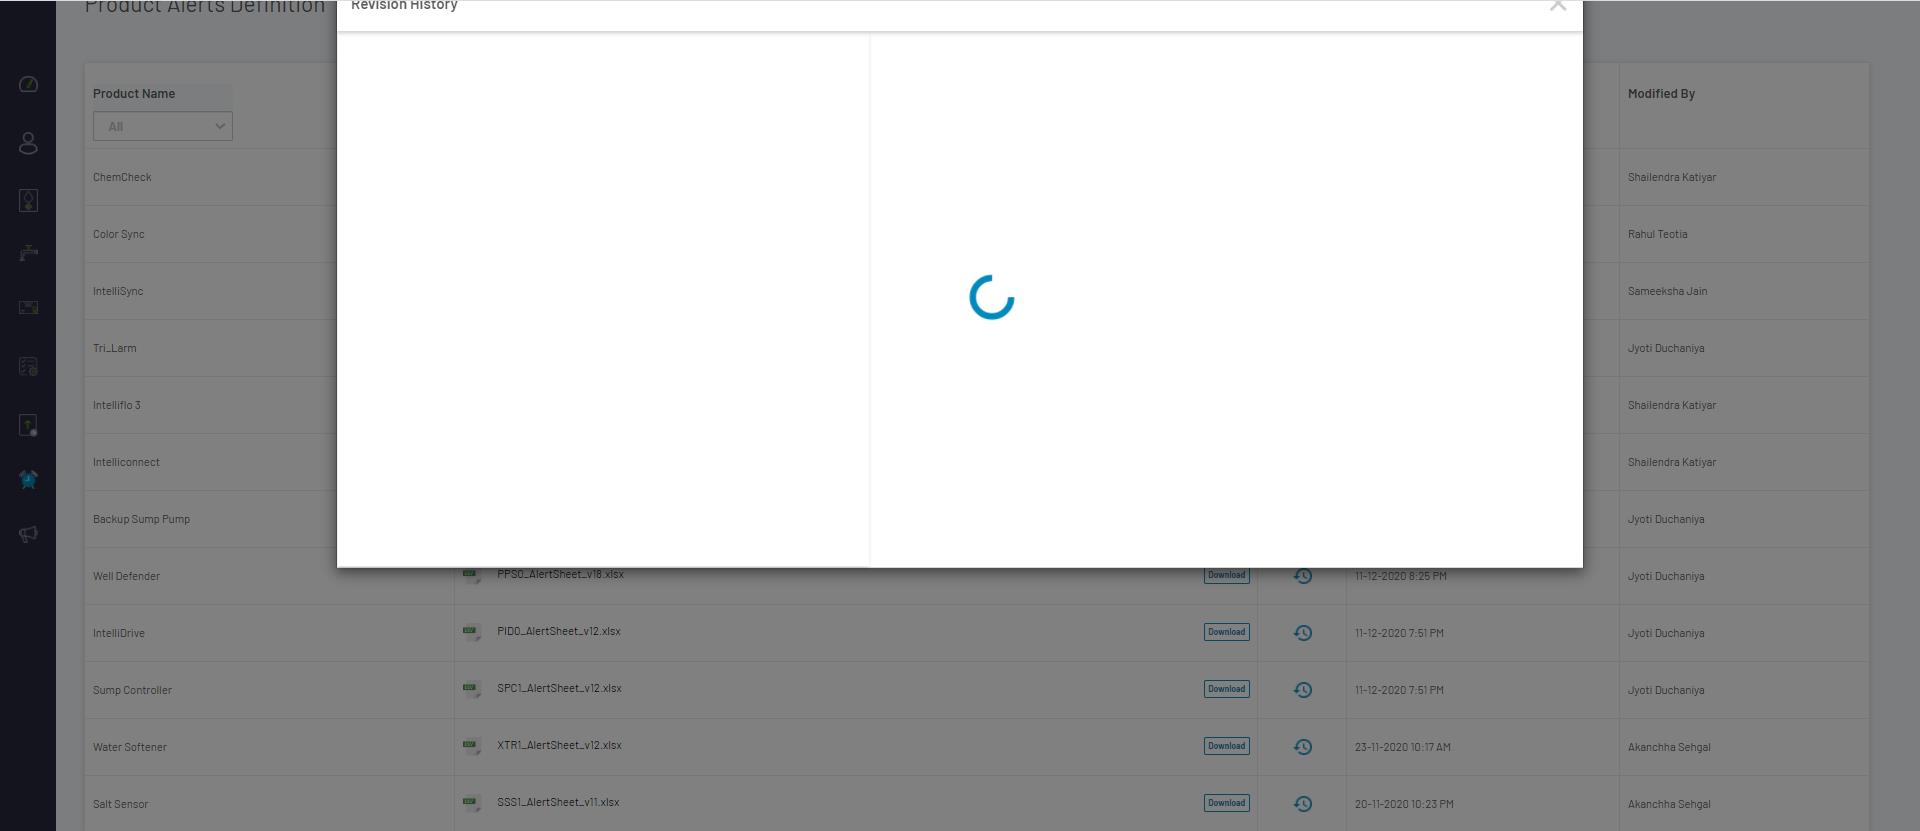 Product Alerts Definition
Revision History
Product Name
Modified By
All
ChemCheck
Shailendra Katiyar
Color Sync
Rahul Teotia
IntelliSync
Sameeksha Jain
Tri_Larm
Jyoti Duchaniya
Intelliflo 3
Shailendra Katiyar
Intelliconnect
Shailendra Katiyar
Backup Sump Pump
Jyoti Duchaniya
Well Defender
PPS0_AlertSheet_v18.xlsx
Download
11-12-2020 8:25 PM
Jyoti Duchaniya
IntelliDrive
PID0_AlertSheet_v12.xlsx
Download
11-12-2020 7:51 PM
Jyoti Duchaniya
Sump Controller
SPC1_AlertSheet_v12.xlsx
Download
11-12-2020 7:51 PM
Jyoti Duchaniya
Water Softener
XTR1_AlertSheet_v12.xlsx
Download
23-11-2020 10:17 AM
Akanchha Sehgal
Salt Sensor
SSS1_AlertSheet_v11.xlsx
Download
20-11-2020 10:23 PM
Akanchha Sehgal